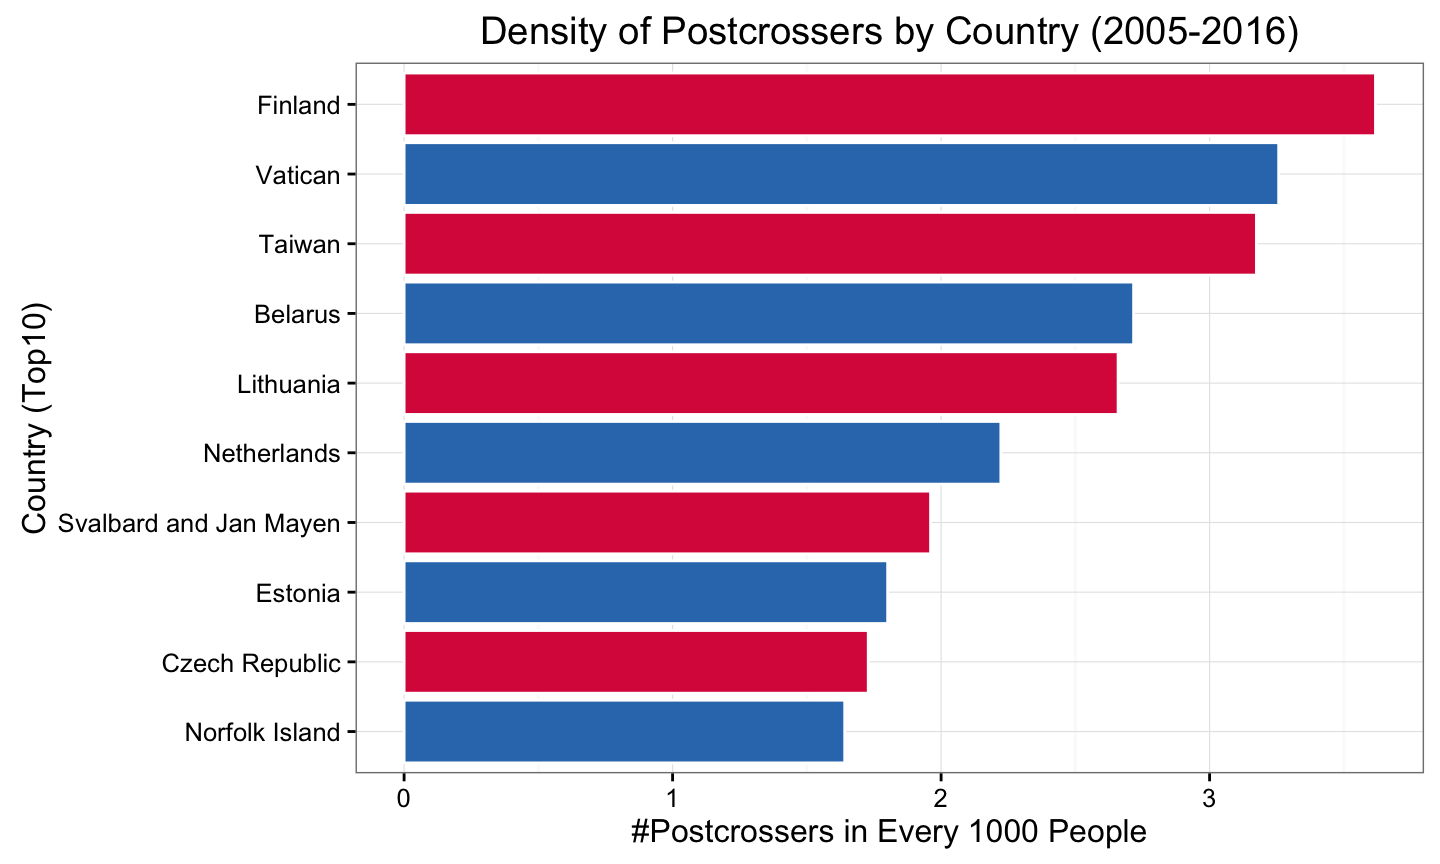 Density of Postcrossers by Country (2005-2016)
Country (Top10)
Finland
Vatican
Taiwan
Belarus
Lithuania
Netherlands
Svalbard and Jan Mayen
Estonia
Czech Republic
Norfolk Island
0 1 2 3
#Postcrossers in Every 1000 People